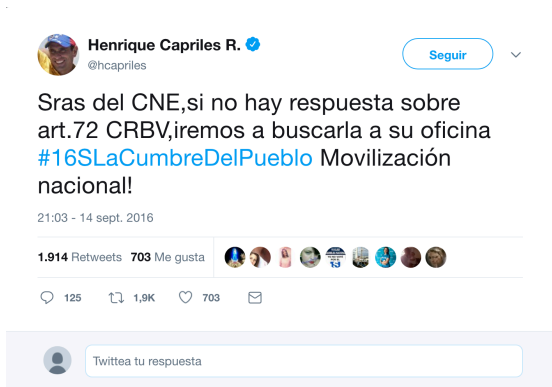 Henrique Capriles R.
@hcapriles
Seguir
Sras del CNE,si no hay respuesta sobre
art.72 CRBV,iremos a buscarla a su oficina
#16SLaCumbreDelPueblo Movilización
nacional!
21:03 - 14 sept. 2016
1.914 Retweets 703 Me gusta
125 1,9K 703
Twittea tu respuesta